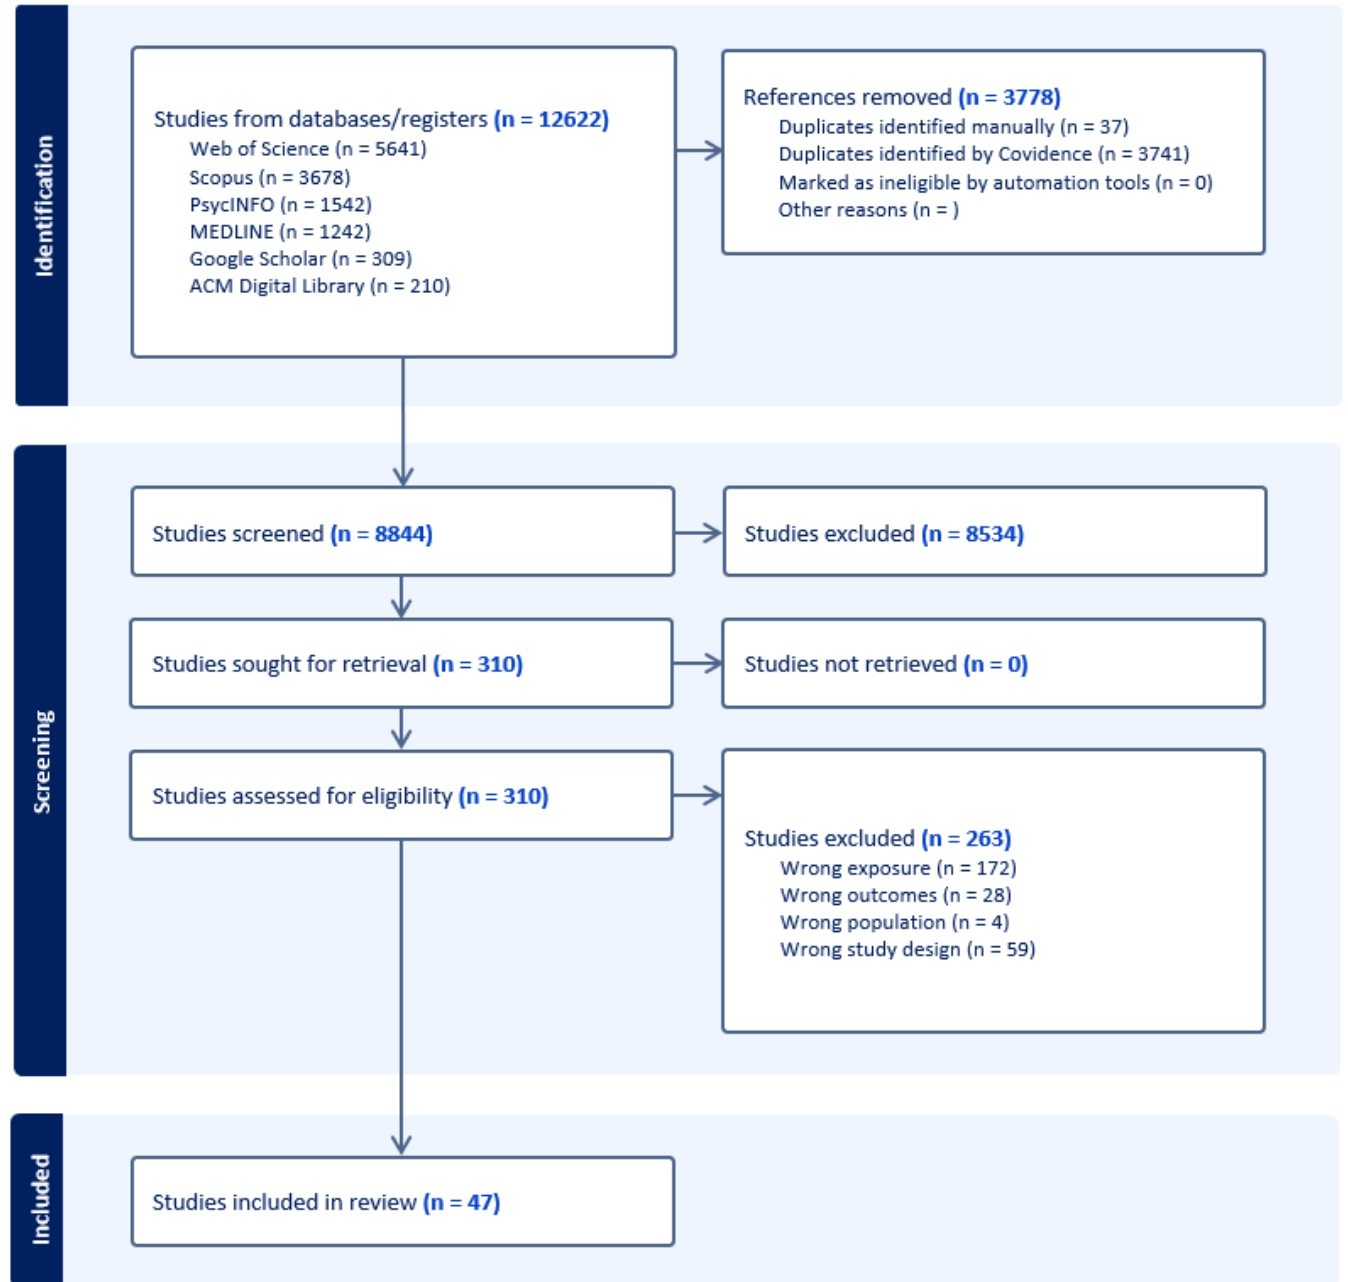 Identification
Studies from databases/registers (n = 12622)
Web of Science (n = 5641)
Scopus (n = 3678)
PsycINFO (n = 1542)
MEDLINE (n = 1242)
Google Scholar (n = 309)
ACM Digital Library (n = 210)
References removed (n = 3778)
Duplicates identified manually (n = 37)
Duplicates identified by Covidence (n = 3741)
Marked as ineligible by automation tools (n = 0)
Other reasons (n = )
Screening
Studies screened (n = 8844)
Studies excluded (n = 8534)
Studies sought for retrieval (n = 310)
Studies not retrieved (n = 0)
Studies assessed for eligibility (n = 310)
Studies excluded (n = 263)
Wrong exposure (n = 172)
Wrong outcomes (n = 28)
Wrong population (n = 4)
Wrong study design (n = 59)
Included
Studies included in review (n = 47)